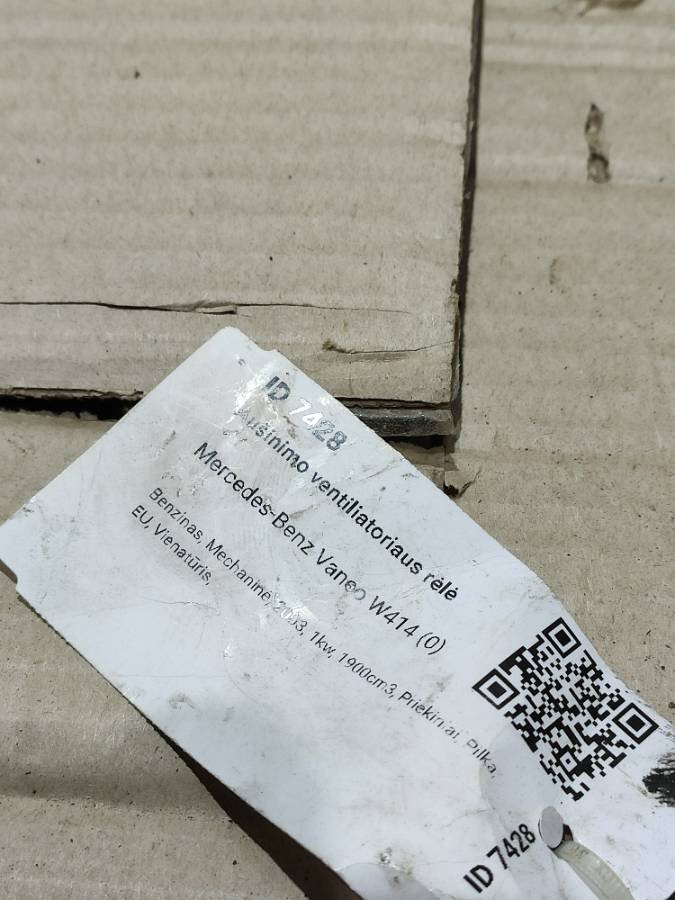 ID 7428
Aušinimo ventiliatoriaus rėlė
Mercedes-Benz Vaneo W414 (0)
Benzinas, Mechaninė, 2003, 1kw, 1900cm3, Priekiniai, Pilka,
EU, Vienatūris,
ID 7428